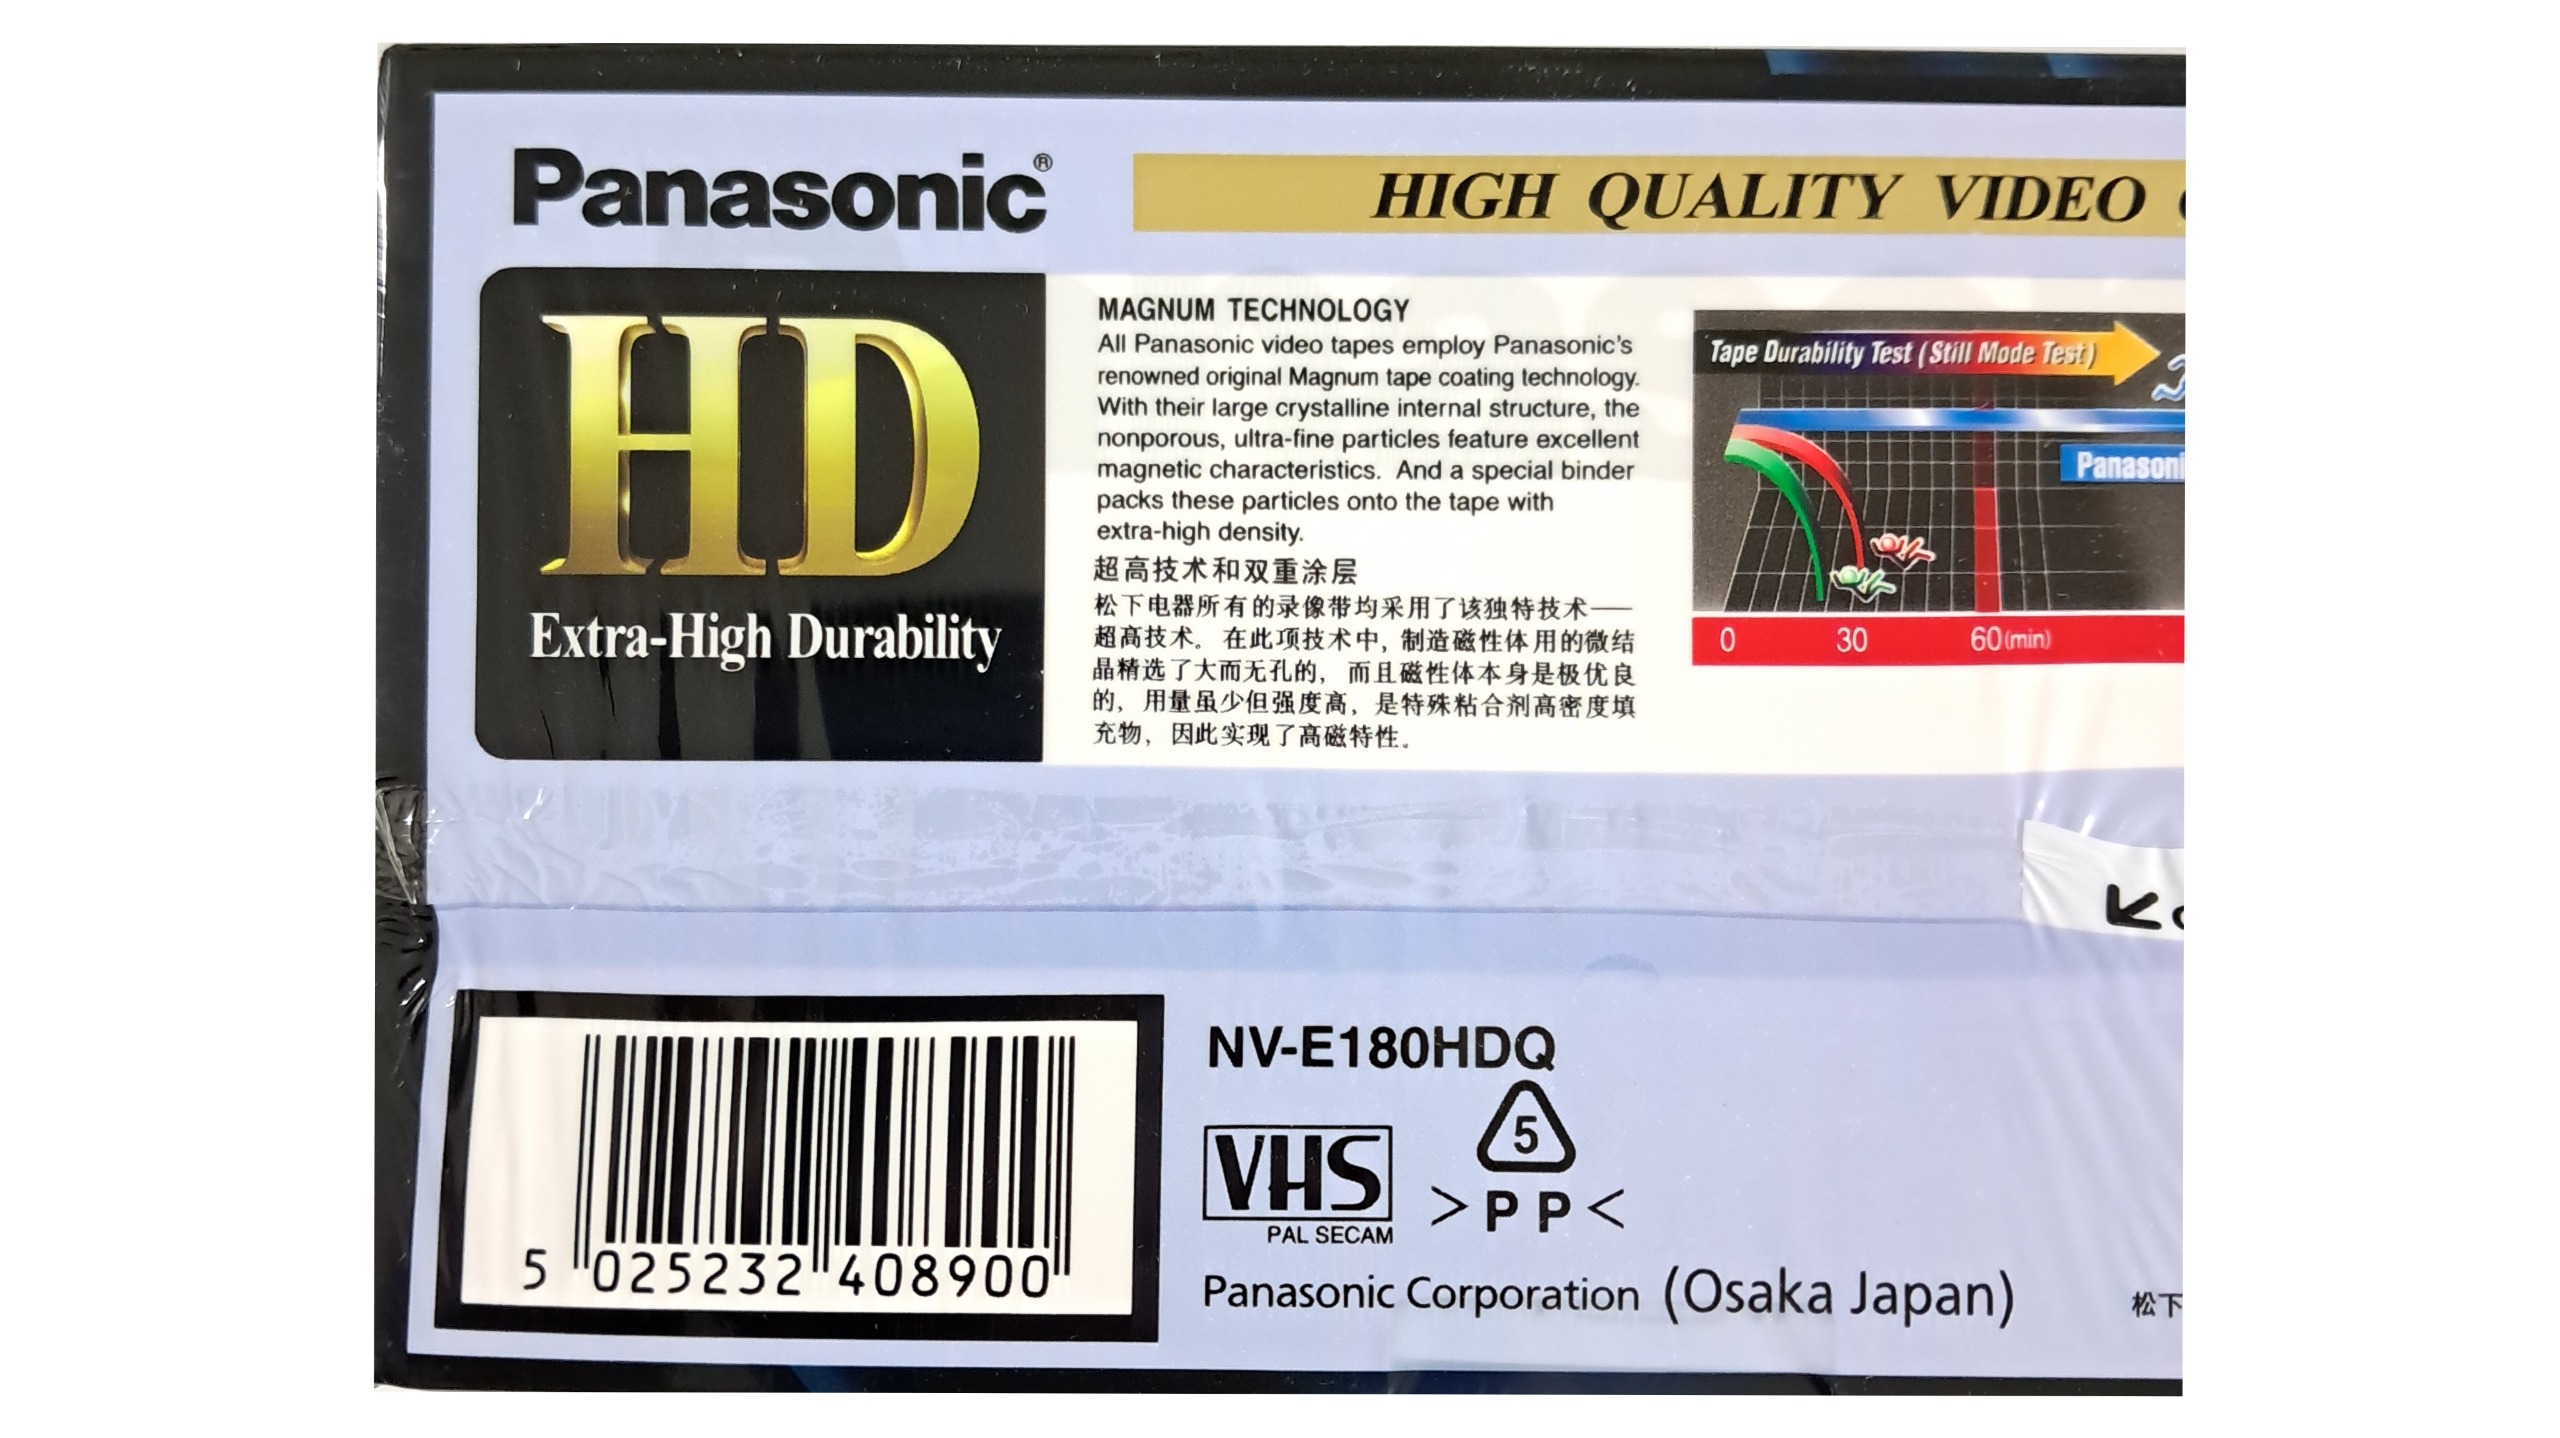 Panasonic®
HIGH QUALITY VIDEO
HD
Extra-High Durability
MAGNUM TECHNOLOGY
All Panasonic video tapes employ Panasonic's
renowned original Magnum tape coating technology.
With their large crystalline internal structure, the
nonporous, ultra-fine particles feature excellent
magnetic characteristics. And a special binder
packs these particles onto the tape with
extra-high density.
超高技术和双重涂层
松下电器所有的录像带均采用了该独特技术——
超高技术。在此项技术中, 制造磁性体用的微结
晶精选了大而无孔的, 而且磁性体本身是极优良
的, 用量虽少但强度高, 是特殊粘合剂高密度填
充物, 因此实现了高磁特性。
Tape Durability Test (Still Mode Test)
Panasoni
0 30 60(min)
5 025232 408900
NV-E180HDQ
5
>PP<
VHS
PAL SECAM
Panasonic Corporation (Osaka Japan)
松下